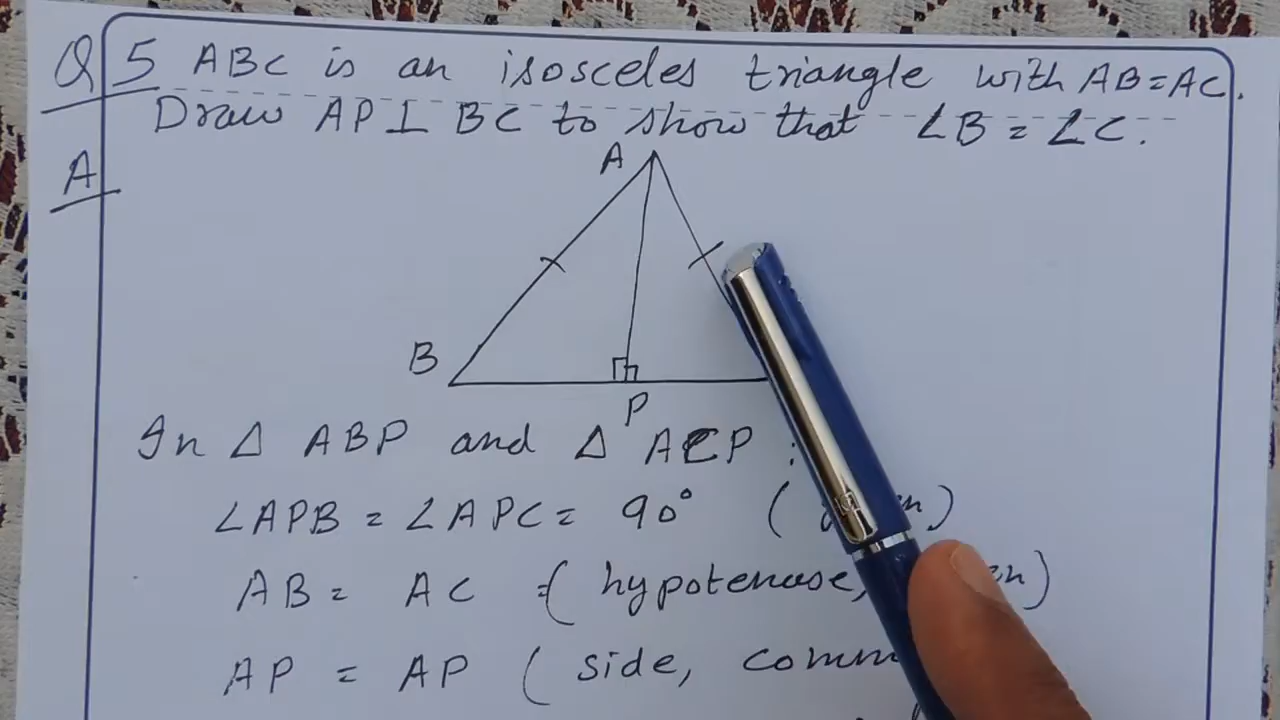 Q 5 ABC is an isosceles triangle with AB=AC.
Draw AP⊥ BC to show that ∠B = ∠C.
A
A
B
P
In Δ ABP and Δ ACP :
∠APB = ∠APC = 90° (
AB = AC =( hypotenuse,
AP = AP ( side,